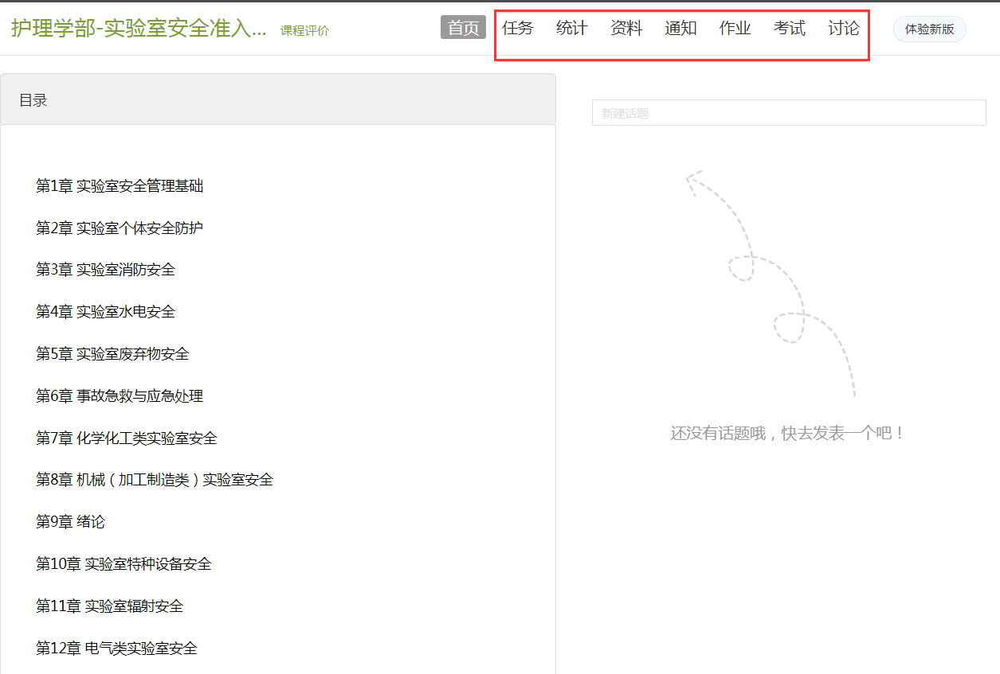 护理学部-实验室安全准入... 课程评价 首页 任务 统计 资料 通知 作业 考试 讨论 体验新版
目录
新建话题
第1章 实验室安全管理基础
第2章 实验室个体安全防护
第3章 实验室消防安全
第4章 实验室水电安全
第5章 实验室废弃物安全
第6章 事故急救与应急处理
第7章 化学化工类实验室安全
第8章 机械（加工制造类）实验室安全
第9章 绪论
第10章 实验室特种设备安全
第11章 实验室辐射安全
第12章 电气类实验室安全
还没有话题哦，快去发表一个吧！